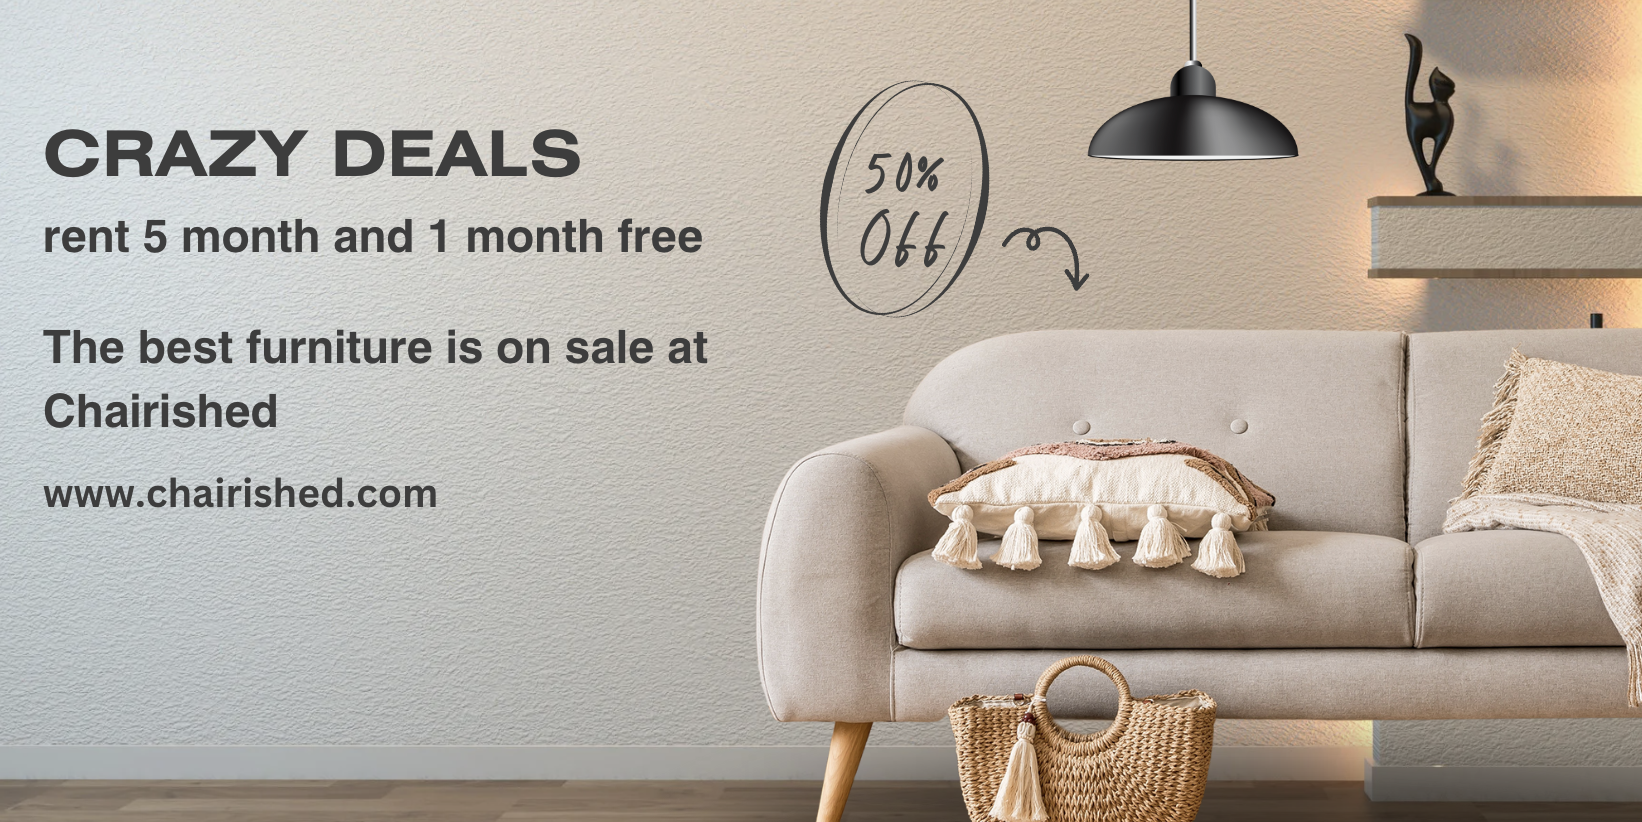 CRAZY DEALS
rent 5 month and 1 month free
The best furniture is on sale at
Chairished
www.chairished.com
50%
Off